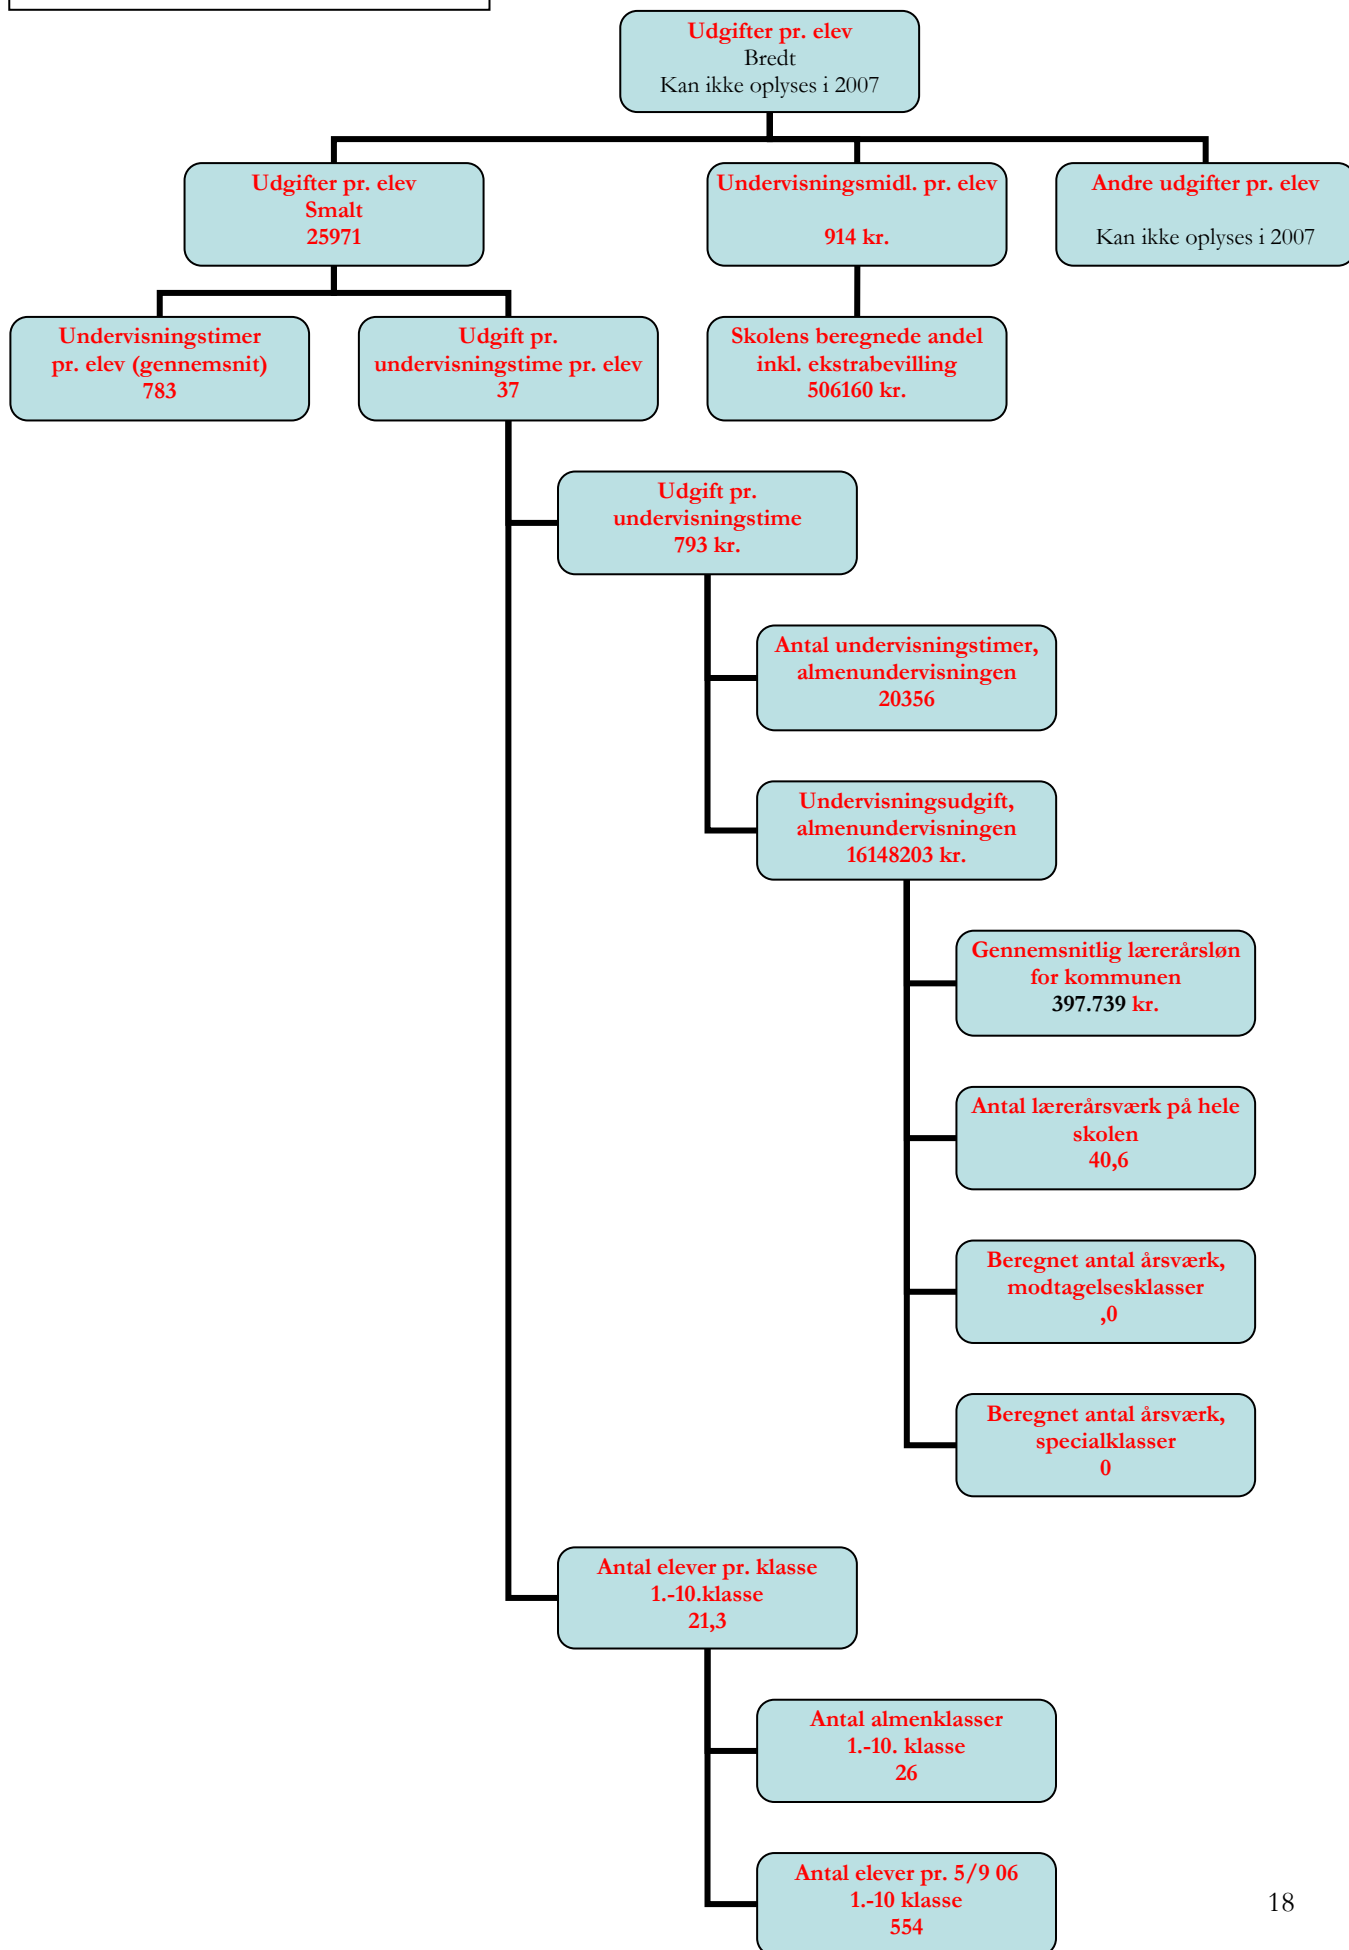 Udgifter pr. elev
Bredt
Kan ikke oplyses i 2007
Udgifter pr. elev
Smalt
25971
Undervisningsmidl. pr. elev
914 kr.
Andre udgifter pr. elev
Kan ikke oplyses i 2007
Undervisningstimer
pr. elev (gennemsnit)
783
Udgift pr.
undervisningstime pr. elev
37
Skolens beregnede andel
inkl. ekstrabevilling
506160 kr.
Udgift pr.
undervisningstime
793 kr.
Antal undervisningstimer,
almenundervisningen
20356
Undervisningsudgift,
almenundervisningen
16148203 kr.
Gennemsnitlig lærerårsløn
for kommunen
397.739 kr.
Antal lærerårsværk på hele
skolen
40,6
Beregnet antal årsværk,
modtagelsesklasser
,0
Beregnet antal årsværk,
specialklasser
0
Antal elever pr. klasse
1.-10.klasse
21,3
Antal almenklasser
1.-10. klasse
26
Antal elever pr. 5/9 06
1.-10 klasse
554
18